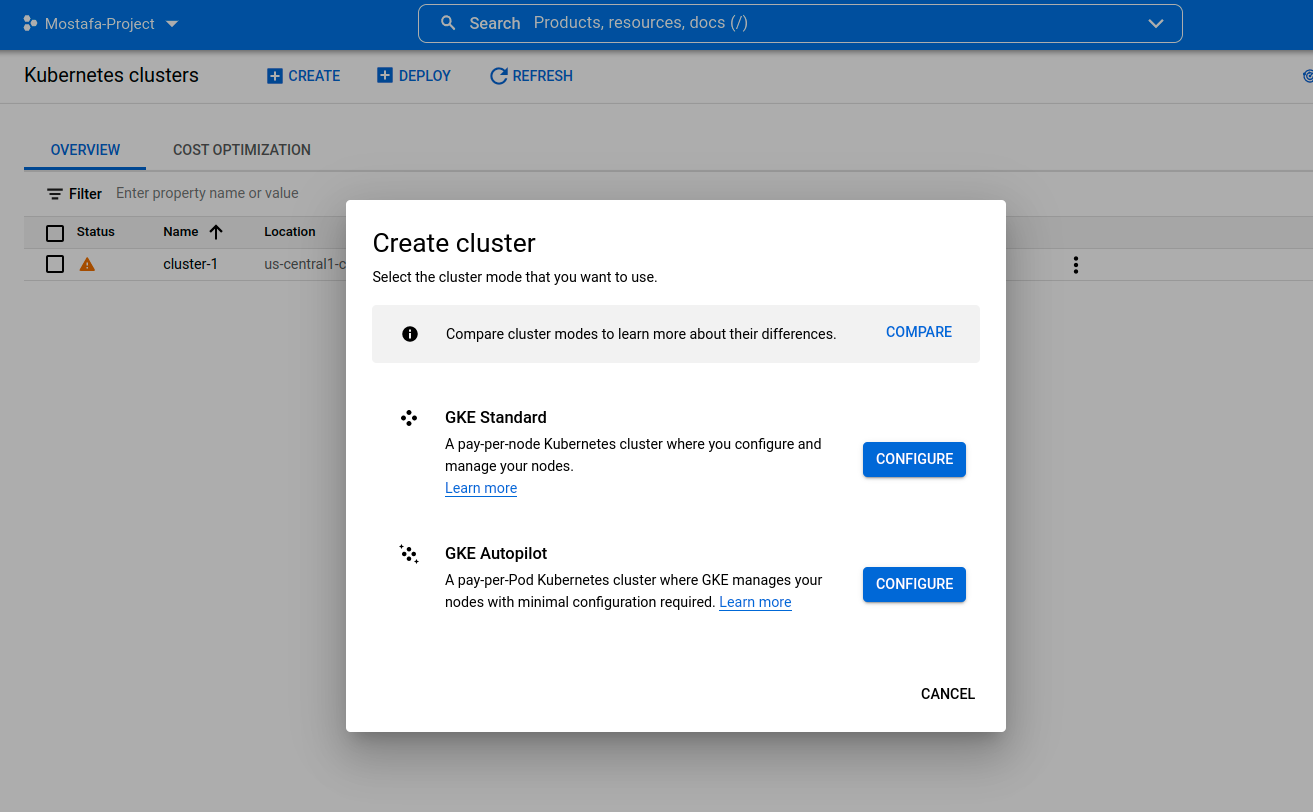 Mostafa-Project
Search Products, resources, docs (/)
Kubernetes clusters
CREATE
DEPLOY
REFRESH
OVERVIEW
COST OPTIMIZATION
Filter Enter property name or value
Status Name Location
cluster-1 us-central1-c
Create cluster
Select the cluster mode that you want to use.
Compare cluster modes to learn more about their differences.
COMPARE
GKE Standard
A pay-per-node Kubernetes cluster where you configure and
manage your nodes.
Learn more
CONFIGURE
GKE Autopilot
A pay-per-Pod Kubernetes cluster where GKE manages your
nodes with minimal configuration required. Learn more
CONFIGURE
CANCEL